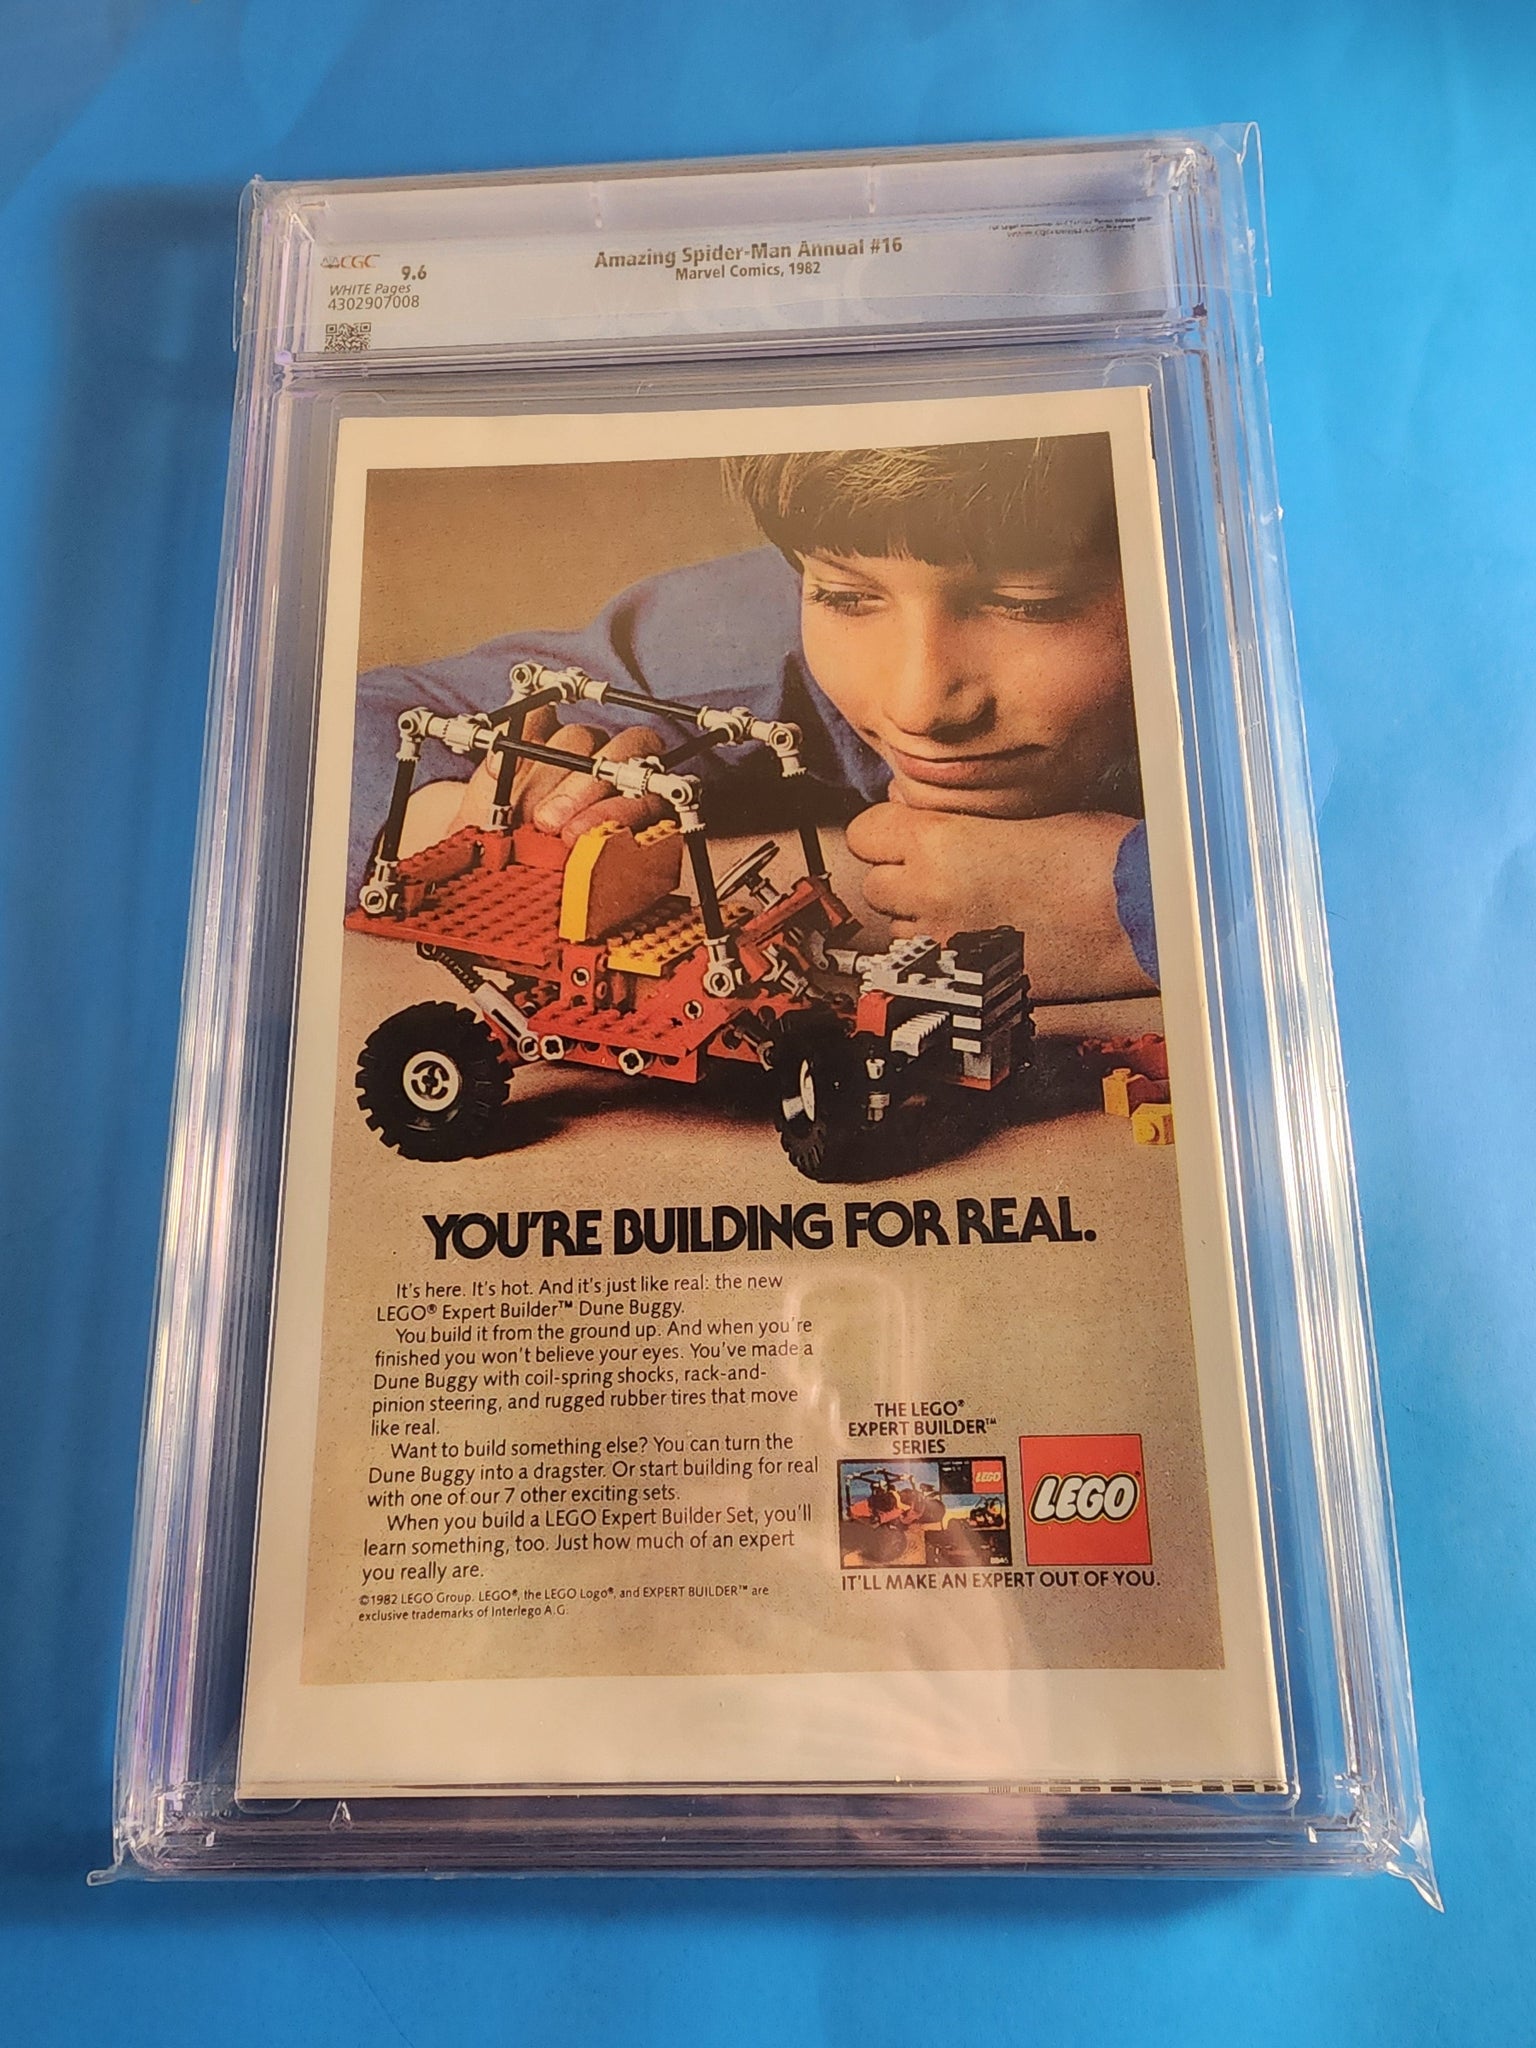 CGC 9.6
WHITE Pages
4302907008
Amazing Spider-Man Annual #16
Marvel Comics, 1982
YOU'RE BUILDING FOR REAL.
It's here. It's hot. And it's just like real: the new
LEGO® Expert Builder™ Dune Buggy.
You build it from the ground up. And when you're
finished you won't believe your eyes. You've made a
Dune Buggy with coil-spring shocks, rack-and-
pinion steering, and rugged rubber tires that move
like real.
Want to build something else? You can turn the
Dune Buggy into a dragster. Or start building for real
with one of our 7 other exciting sets.
When you build a LEGO Expert Builder Set, you'll
learn something, too. Just how much of an expert
you really are.
©1982 LEGO Group. LEGO®, the LEGO Logo®, and EXPERT BUILDER™ are
exclusive trademarks of Interlego A.G.
THE LEGO®
EXPERT BUILDER™
SERIES
LEGO
8845
LEGO®
IT'LL MAKE AN EXPERT OUT OF YOU.